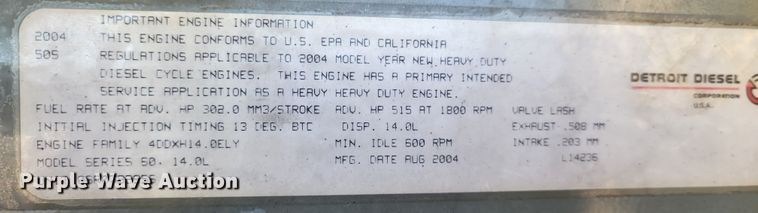 IMPORTANT ENGINE INFORMATION
2004 THIS ENGINE CONFORMS TO U.S. EPA AND CALIFORNIA
505 REGULATIONS APPLICABLE TO 2004 MODEL YEAR NEW HEAVY DUTY
DIESEL CYCLE ENGINES. THIS ENGINE HAS A PRIMARY INTENDED
SERVICE APPLICATION AS A HEAVY HEAVY DUTY ENGINE.
DETROIT DIESEL
CORPORATION
U.S.A.
FUEL RATE AT ADV. HP 302.0 MM3/STROKE ADV. HP 515 AT 1800 RPM VALVE LASH
INITIAL INJECTION TIMING 13 DEG. BTC DISP. 14.0L EXHAUST .508 MM
ENGINE FAMILY 4DDXH14.0ELY MIN. IDLE 600 RPM INTAKE .203 MM
MODEL SERIES 60. 14.0L MFG. DATE AUG 2004 L14236
Purple Wave Auction